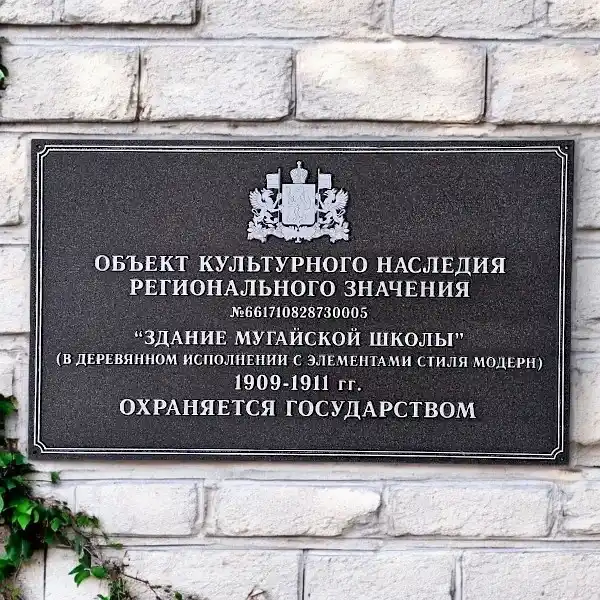 ОБЪЕКТ КУЛЬТУРНОГО НАСЛЕДИЯ
РЕГИОНАЛЬНОГО ЗНАЧЕНИЯ
№661710828730005
"ЗДАНИЕ МУГАЙСКОЙ ШКОЛЫ"
(В ДЕРЕВЯННОМ ИСПОЛНЕНИИ С ЭЛЕМЕНТАМИ СТИЛЯ МОДЕРН)
1909-1911 гг.
ОХРАНЯЕТСЯ ГОСУДАРСТВОМ